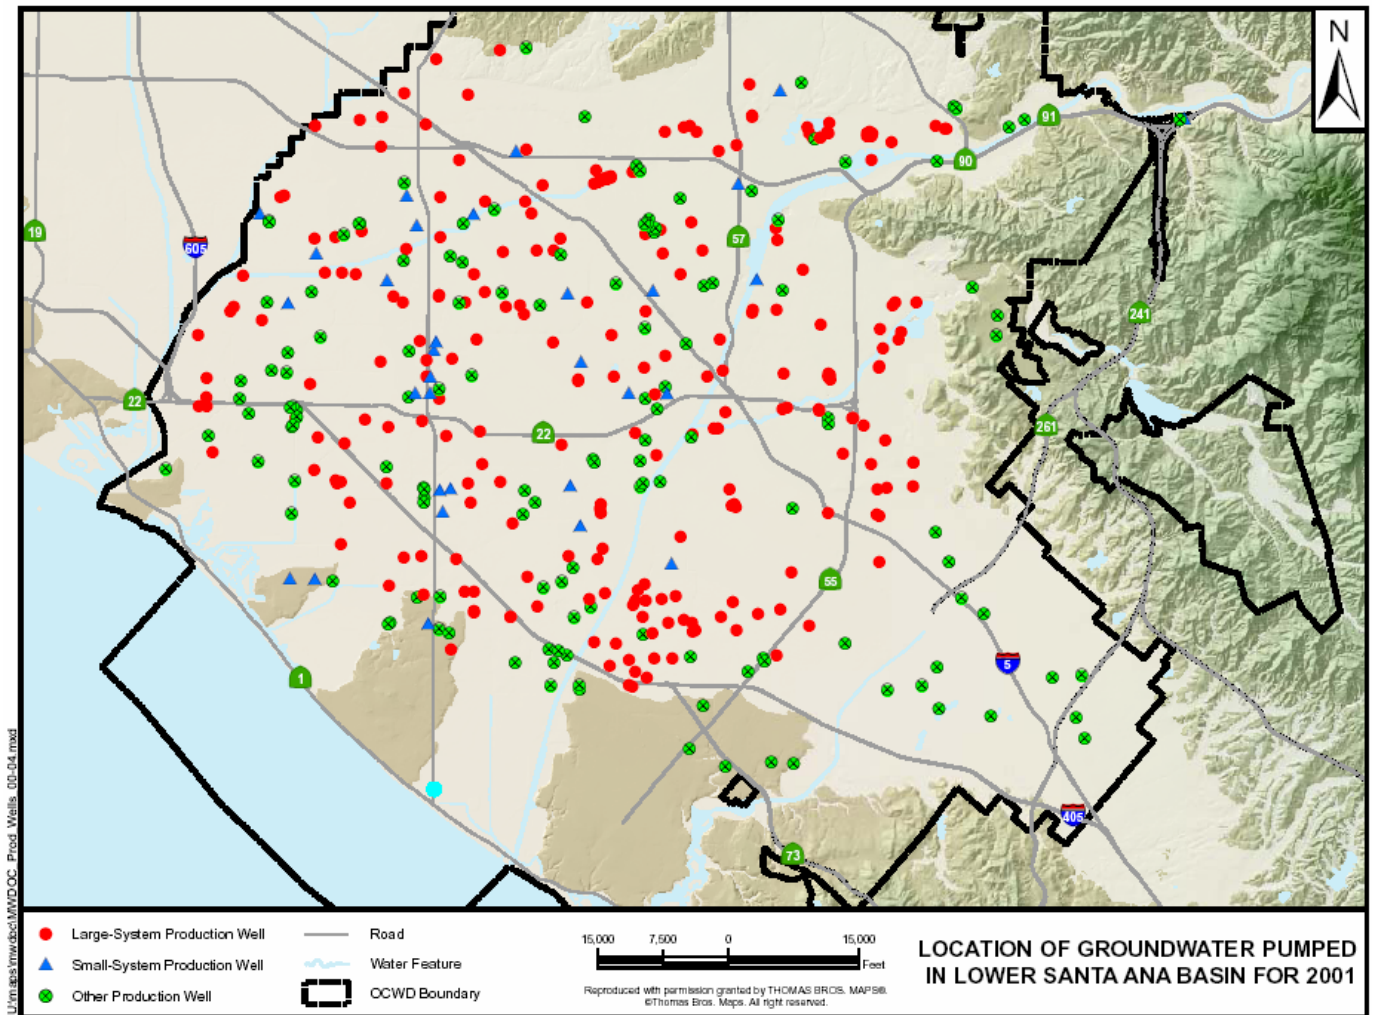 N
91
90
19
605
57
241
22
22
261
55
5
1
405
73
U:\maps\mwdoc\MWDOC_Prod_Wells_00-04.mxd
Large-System Production Well
Small-System Production Well
Other Production Well
Road
Water Feature
OCWD Boundary
15,000 7,500 0 15,000
Feet
Reproduced with permission granted by THOMAS BROS. MAPS®.
©Thomas Bros. Maps. All right reserved.
LOCATION OF GROUNDWATER PUMPED
IN LOWER SANTA ANA BASIN FOR 2001